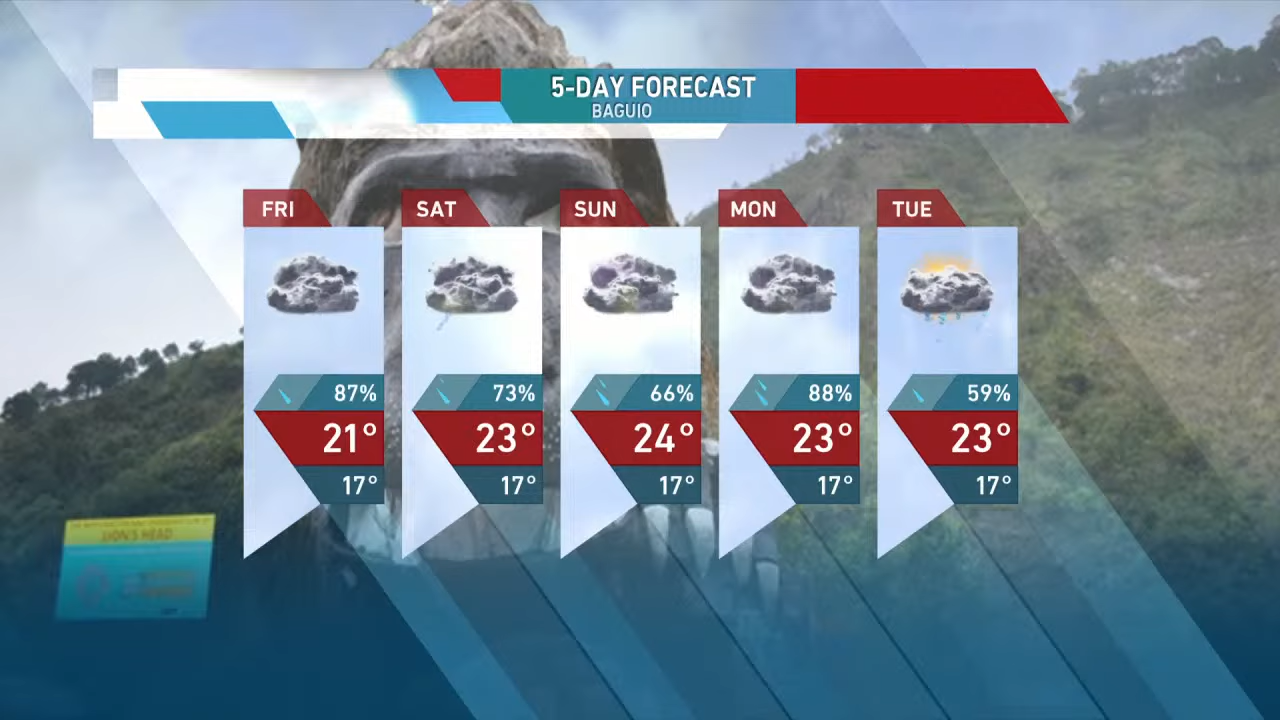 5-DAY FORECAST
BAGUIO
FRI
87%
21°
17°
SAT
73%
23°
17°
SUN
66%
24°
17°
MON
88%
23°
17°
TUE
59%
23°
17°
LION'S HEAD